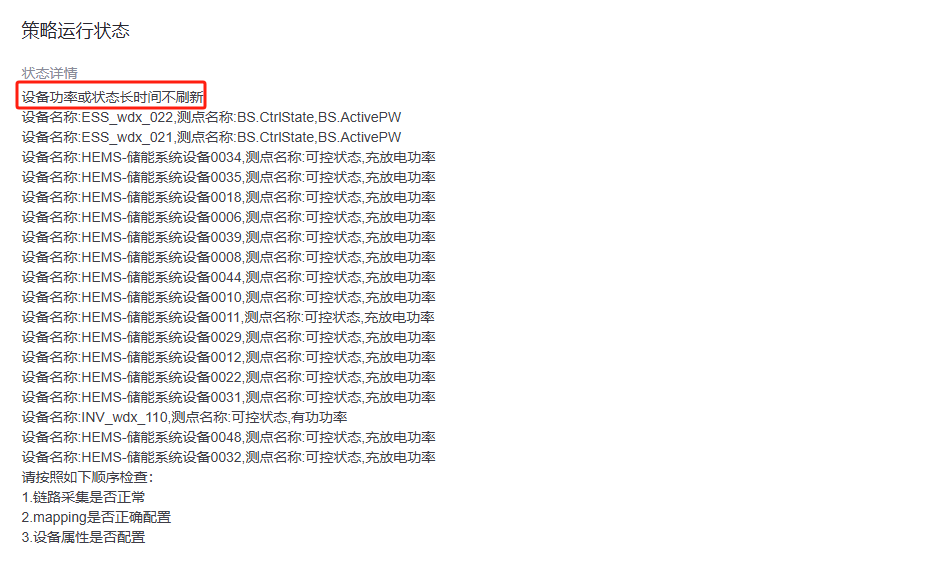 策略运行状态
状态详情
设备功率或状态长时间不刷新
设备名称:ESS_wdx_022,测点名称:BS.CtrlState,BS.ActivePW
设备名称:ESS_wdx_021,测点名称:BS.CtrlState,BS.ActivePW
设备名称:HEMS-储能系统设备0034,测点名称:可控状态,充放电功率
设备名称:HEMS-储能系统设备0035,测点名称:可控状态,充放电功率
设备名称:HEMS-储能系统设备0018,测点名称:可控状态,充放电功率
设备名称:HEMS-储能系统设备0006,测点名称:可控状态,充放电功率
设备名称:HEMS-储能系统设备0039,测点名称:可控状态,充放电功率
设备名称:HEMS-储能系统设备0008,测点名称:可控状态,充放电功率
设备名称:HEMS-储能系统设备0044,测点名称:可控状态,充放电功率
设备名称:HEMS-储能系统设备0010,测点名称:可控状态,充放电功率
设备名称:HEMS-储能系统设备0011,测点名称:可控状态,充放电功率
设备名称:HEMS-储能系统设备0029,测点名称:可控状态,充放电功率
设备名称:HEMS-储能系统设备0012,测点名称:可控状态,充放电功率
设备名称:HEMS-储能系统设备0022,测点名称:可控状态,充放电功率
设备名称:HEMS-储能系统设备0031,测点名称:可控状态,充放电功率
设备名称:INV_wdx_110,测点名称:可控状态,有功功率
设备名称:HEMS-储能系统设备0048,测点名称:可控状态,充放电功率
设备名称:HEMS-储能系统设备0032,测点名称:可控状态,充放电功率
请按照如下顺序检查：
1.链路采集是否正常
2.mapping是否正确配置
3.设备属性是否配置